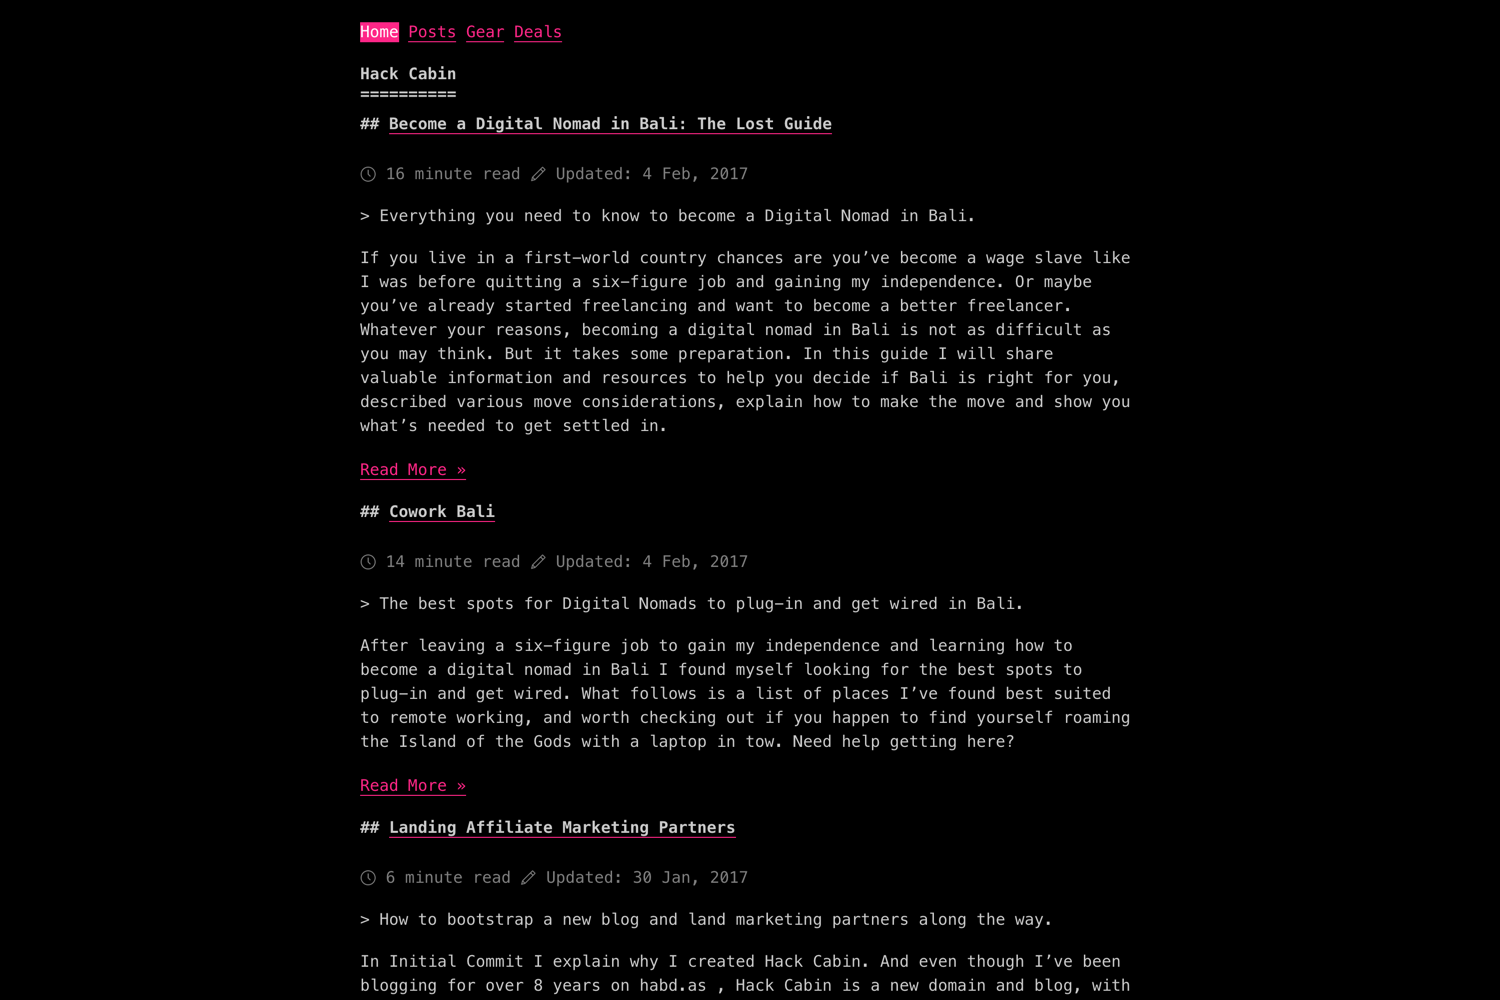 Home Posts Gear Deals
Hack Cabin
==========
## Become a Digital Nomad in Bali: The Lost Guide
16 minute read Updated: 4 Feb, 2017
> Everything you need to know to become a Digital Nomad in Bali.
If you live in a first-world country chances are you’ve become a wage slave like
I was before quitting a six-figure job and gaining my independence. Or maybe
you’ve already started freelancing and want to become a better freelancer.
Whatever your reasons, becoming a digital nomad in Bali is not as difficult as
you may think. But it takes some preparation. In this guide I will share
valuable information and resources to help you decide if Bali is right for you,
described various move considerations, explain how to make the move and show you
what’s needed to get settled in.
Read More »
## Cowork Bali
14 minute read Updated: 4 Feb, 2017
> The best spots for Digital Nomads to plug-in and get wired in Bali.
After leaving a six-figure job to gain my independence and learning how to
become a digital nomad in Bali I found myself looking for the best spots to
plug-in and get wired. What follows is a list of places I’ve found best suited
to remote working, and worth checking out if you happen to find yourself roaming
the Island of the Gods with a laptop in tow. Need help getting here?
Read More »
## Landing Affiliate Marketing Partners
6 minute read Updated: 30 Jan, 2017
> How to bootstrap a new blog and land marketing partners along the way.
In Initial Commit I explain why I created Hack Cabin. And even though I’ve been
blogging for over 8 years on habd.as , Hack Cabin is a new domain and blog, with